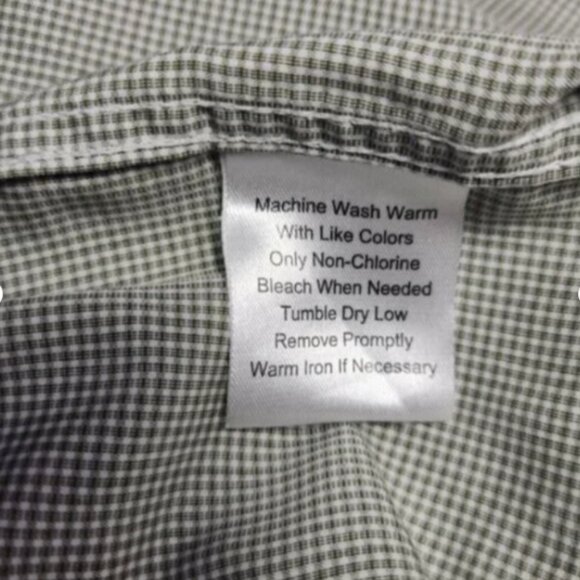 Machine Wash Warm
With Like Colors
Only Non-Chlorine
Bleach When Needed
Tumble Dry Low
Remove Promptly
Warm Iron If Necessary